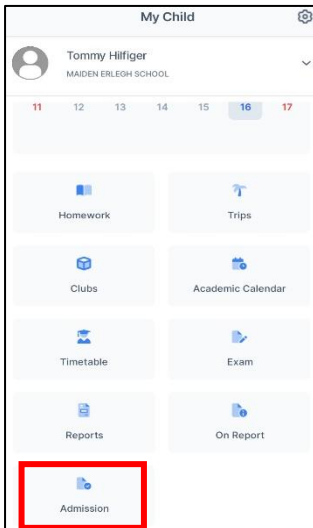 My Child
Tommy Hilfiger
MAIDEN ERLEGH SCHOOL
11 12 13 14 15 16 17
Homework Trips
Clubs Academic Calendar
Timetable Exam
Reports On Report
Admission